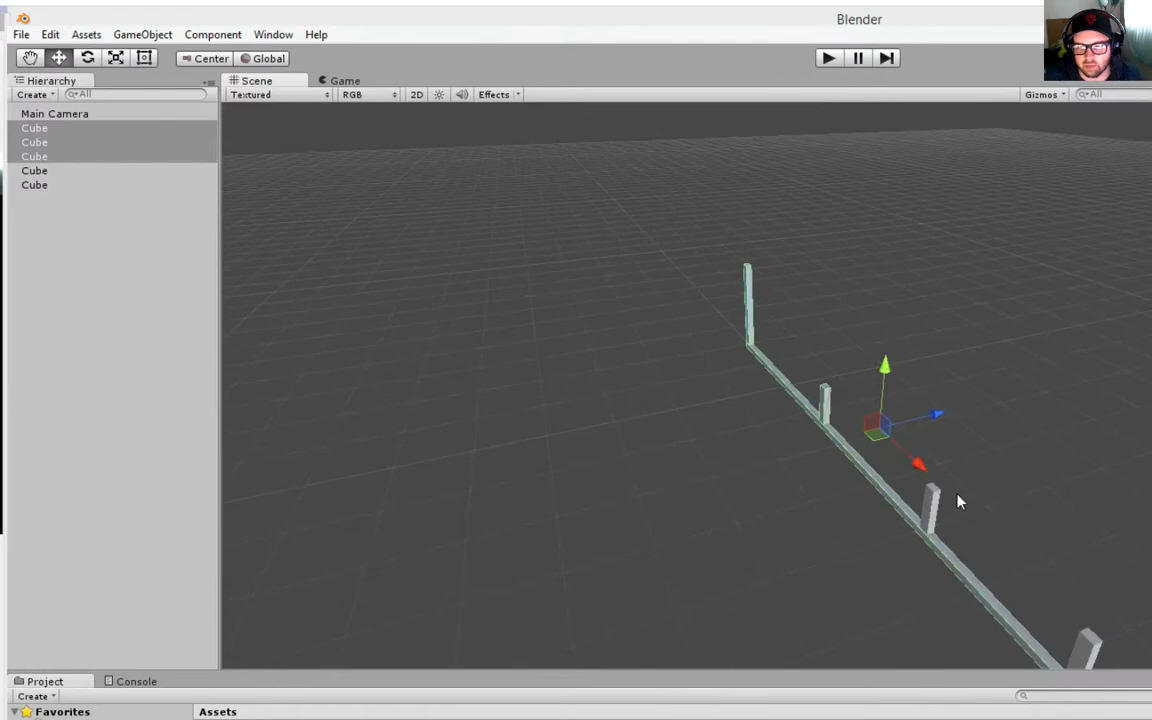 Blender
File Edit Assets GameObject Component Window Help
Center Global
Hierarchy
Scene Game
Create All
Textured RGB 2D Effects Gizmos All
Main Camera
Cube
Cube
Cube
Cube
Cube
Project Console
Create
Favorites Assets